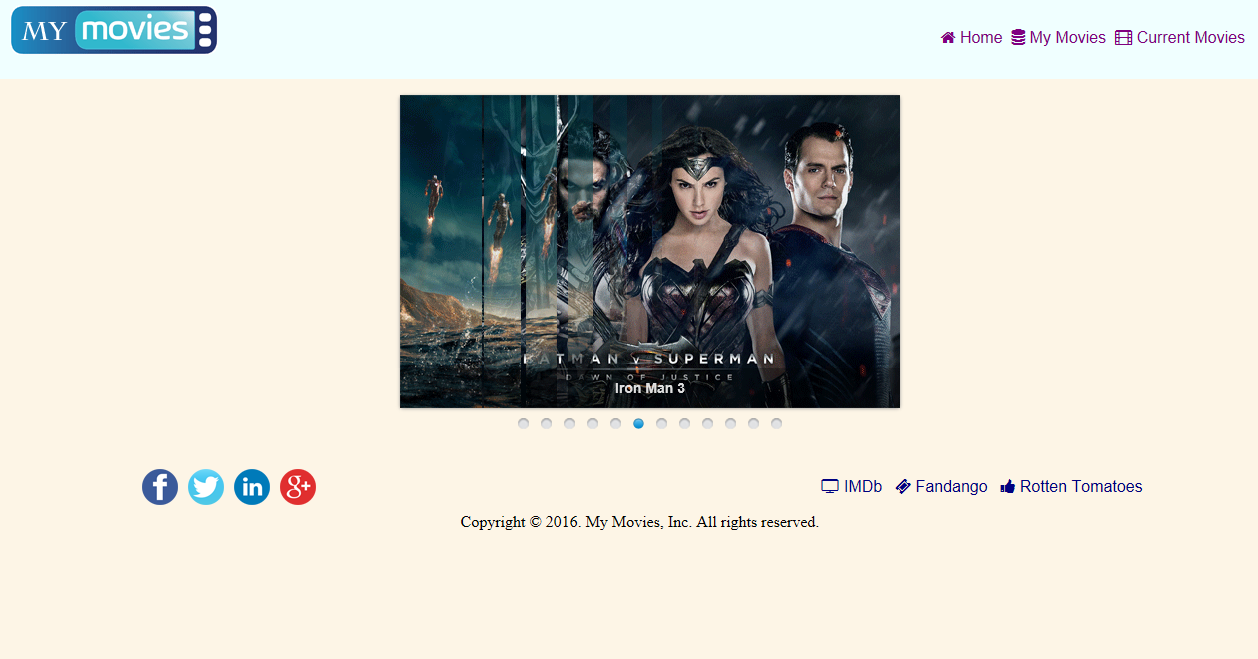 MY movies
Home My Movies Current Movies
BATMAN v SUPERMAN
DAWN OF JUSTICE
Iron Man 3
f in g+
IMDb Fandango Rotten Tomatoes
Copyright © 2016. My Movies, Inc. All rights reserved.